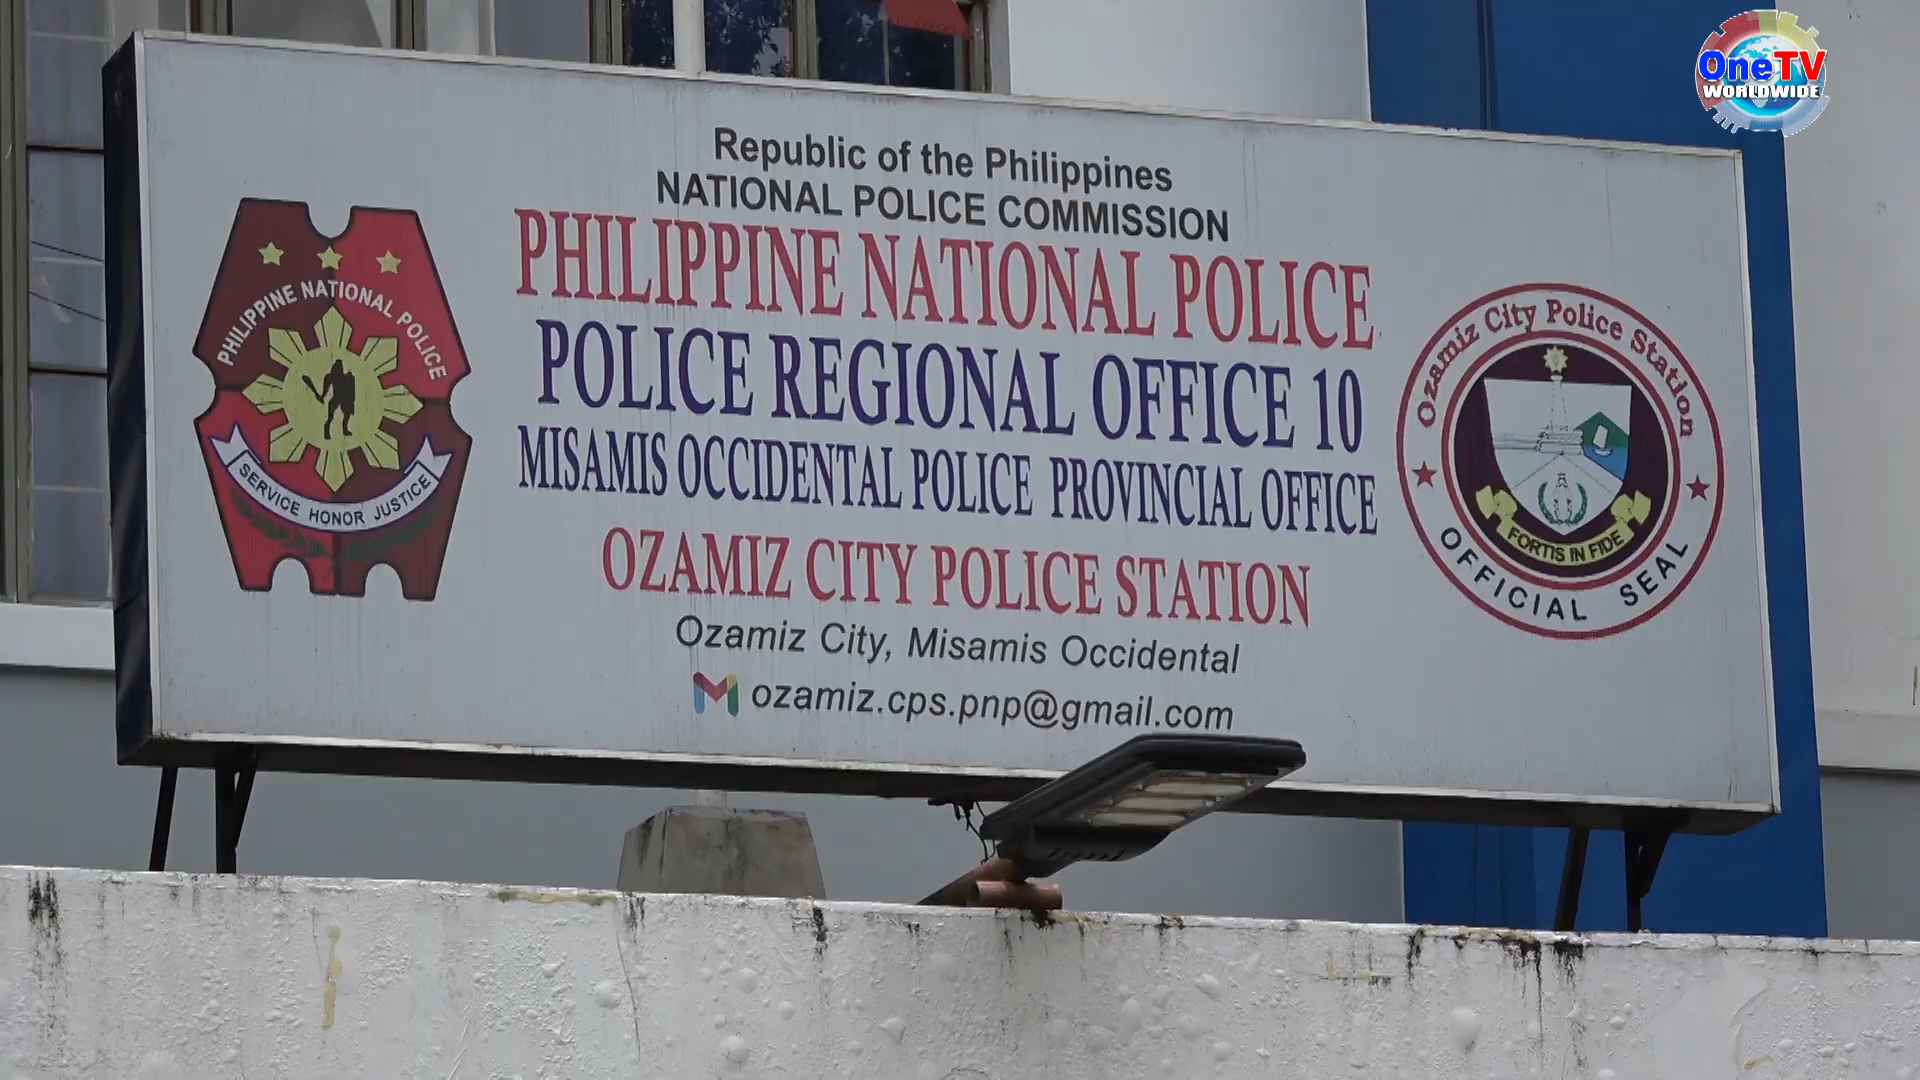 OneTV
WORLDWIDE
Republic of the Philippines
NATIONAL POLICE COMMISSION
PHILIPPINE NATIONAL POLICE
POLICE REGIONAL OFFICE 10
MISAMIS OCCIDENTAL POLICE PROVINCIAL OFFICE
OZAMIZ CITY POLICE STATION
Ozamiz City, Misamis Occidental
ozamiz.cps.pnp@gmail.com
PHILIPPINE NATIONAL POLICE
SERVICE HONOR JUSTICE
Ozamiz City Police Station
FORTIS IN FIDE
OFFICIAL SEAL